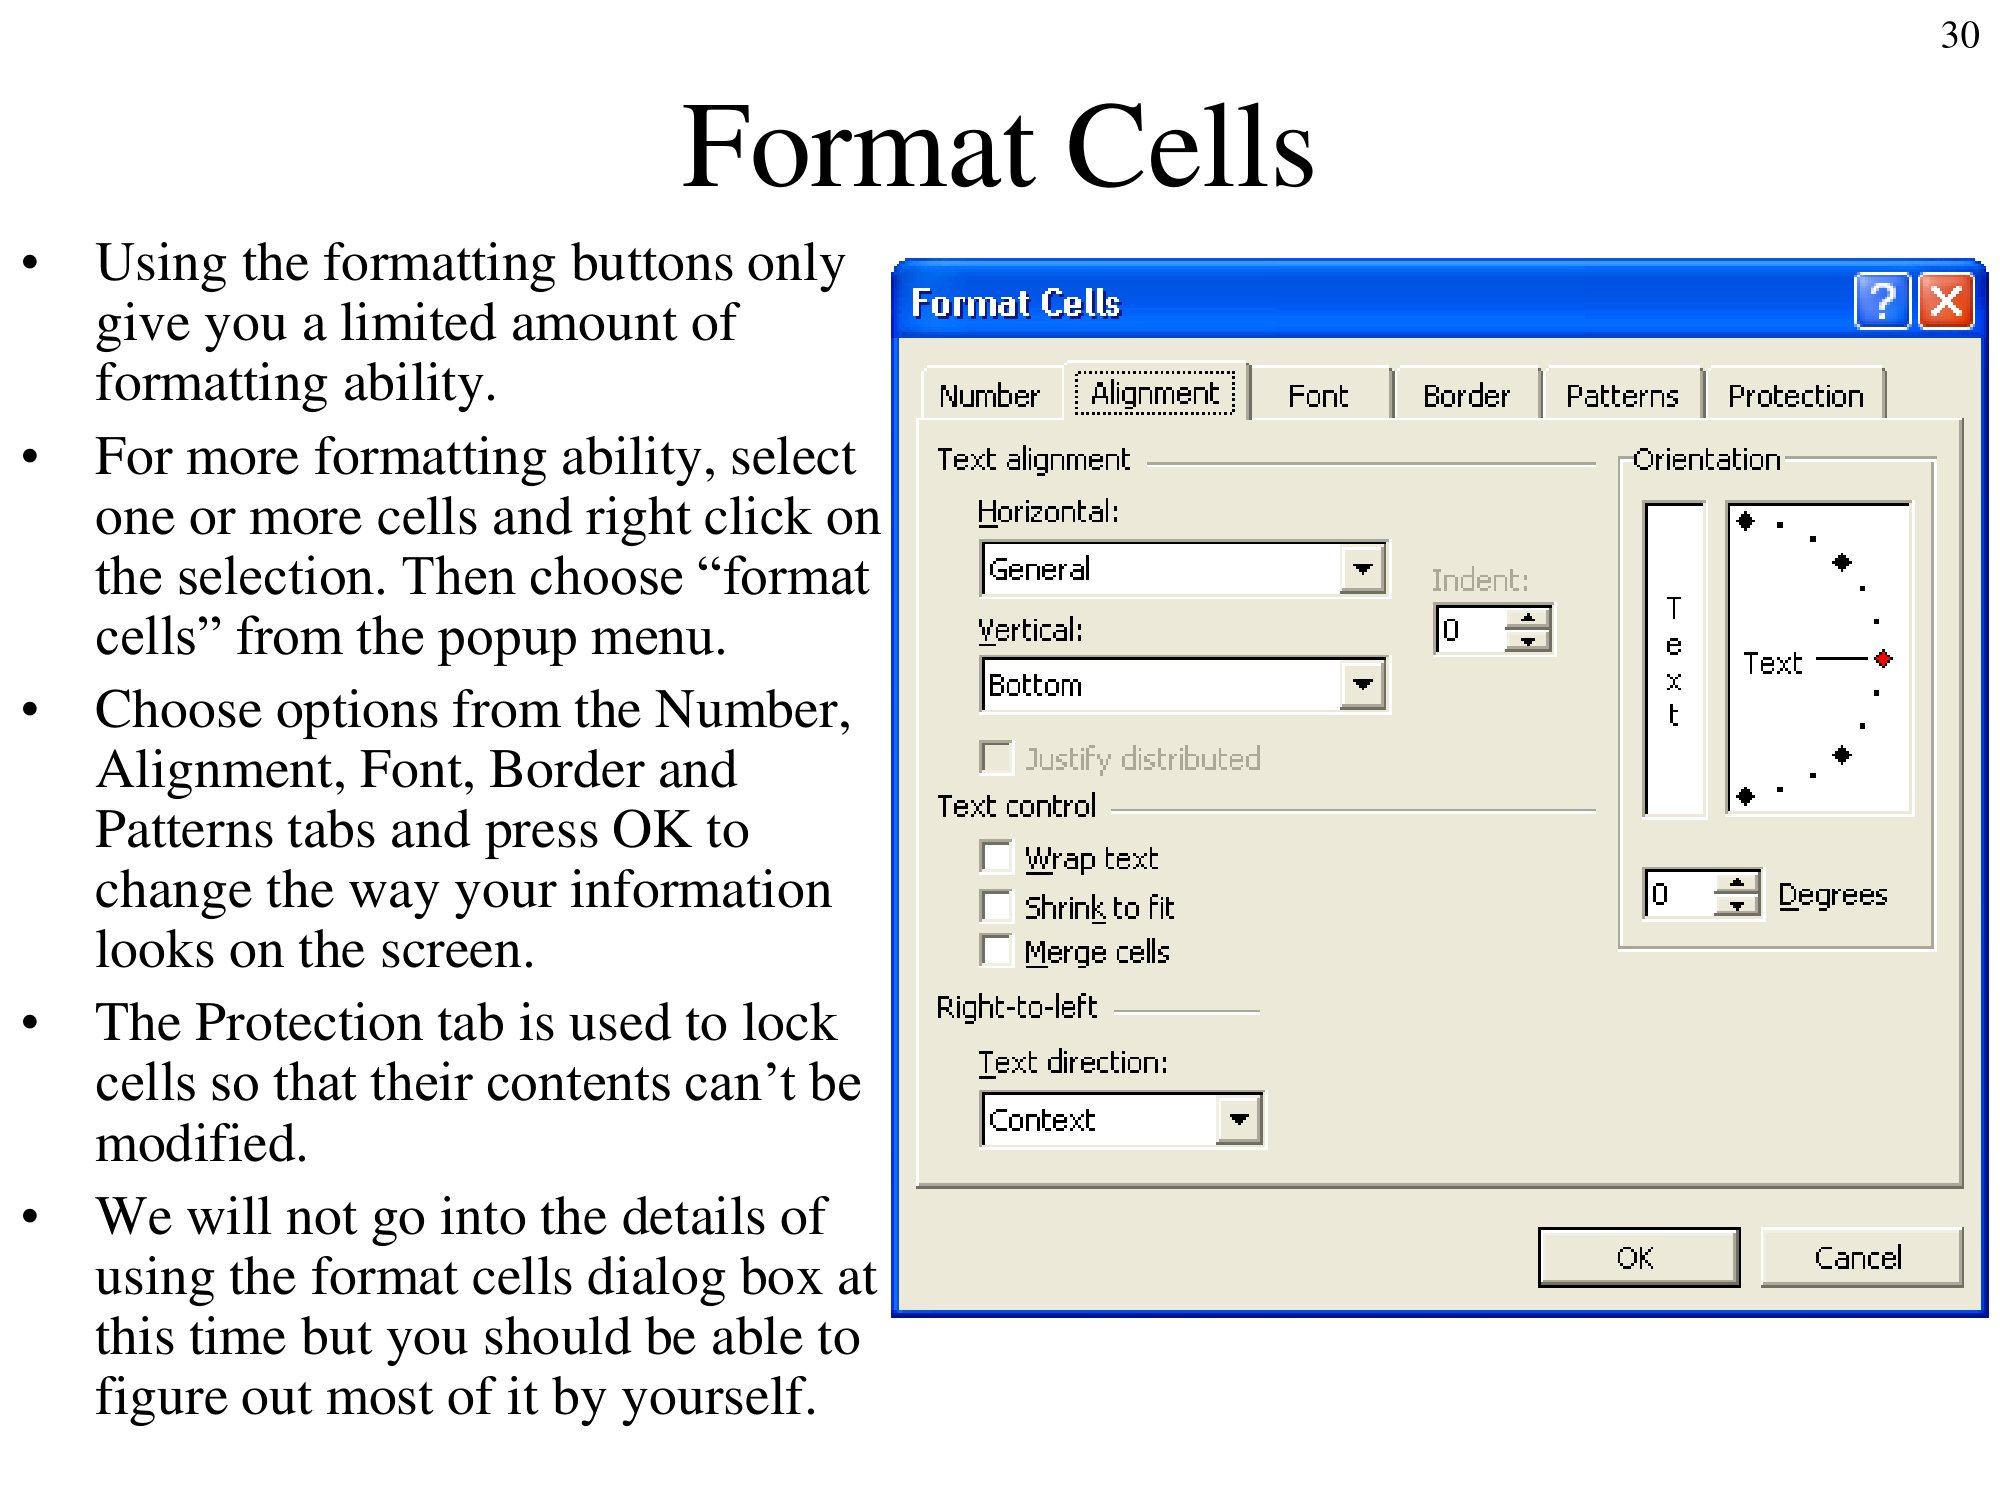 30
Format Cells
• Using the formatting buttons only
give you a limited amount of
formatting ability.
• For more formatting ability, select
one or more cells and right click on
the selection. Then choose “format
cells” from the popup menu.
• Choose options from the Number,
Alignment, Font, Border and
Patterns tabs and press OK to
change the way your information
looks on the screen.
• The Protection tab is used to lock
cells so that their contents can’t be
modified.
• We will not go into the details of
using the format cells dialog box at
this time but you should be able to
figure out most of it by yourself.
Format Cells
Number Alignment Font Border Patterns Protection
Text alignment
Horizontal:
General
Indent:
0
Vertical:
Bottom
Justify distributed
Text control
Wrap text
Shrink to fit
Merge cells
Right-to-left
Text direction:
Context
Orientation
Text
Text
0 Degrees
OK Cancel